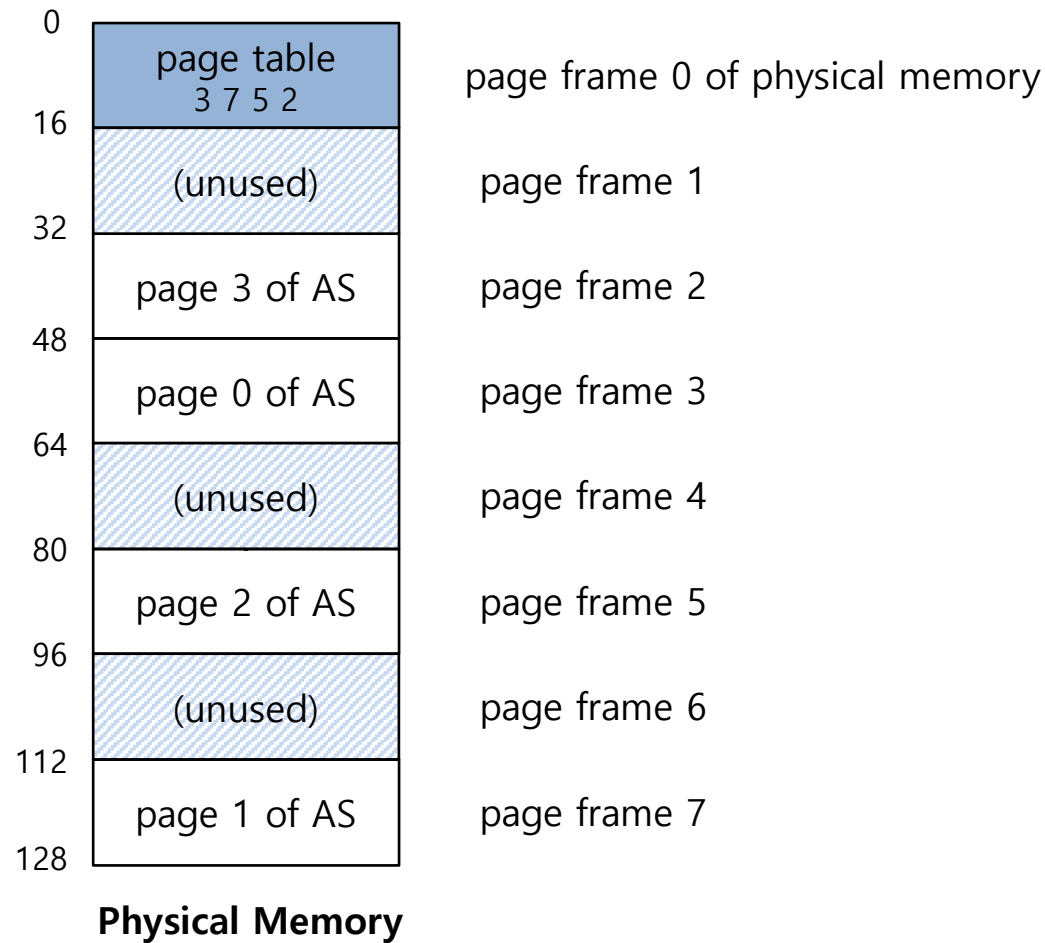 0
page table
3 7 5 2
page frame 0 of physical memory
16
(unused)
page frame 1
32
page 3 of AS
page frame 2
48
page 0 of AS
page frame 3
64
(unused)
page frame 4
80
page 2 of AS
page frame 5
96
(unused)
page frame 6
112
page 1 of AS
page frame 7
128
Physical Memory